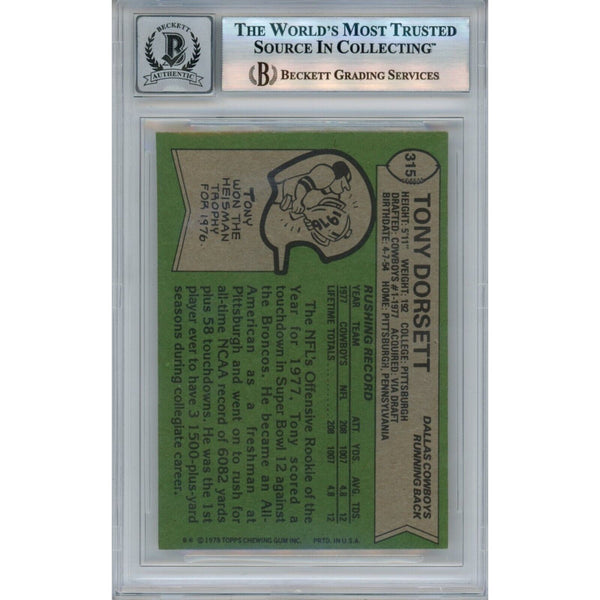 BECKETT
B
AUTHENTIC
THE WORLD'S MOST TRUSTED
SOURCE IN COLLECTING™
B BECKETT GRADING SERVICES
315
TONY DORSETT
DALLAS COWBOYS
RUNNING BACK
HEIGHT: 5'11" WEIGHT: 192 COLLEGE: PITTSBURGH
DRAFTED: COWBOYS #1-1977 ACQUIRED: VIA DRAFT
BIRTHDATE: 4-7-54 HOME: PITTSBURGH, PENNSYLVANIA
RUSHING RECORD
YEAR TEAM ATT. YDS. AVG. TDS.
1977 COWBOYS NFL 208 1007 4.8 12
LIFETIME TOTALS 208 1007 4.8 12
1976
TONY
WON THE
HEISMAN
TROPHY
FOR 1976.
The NFL's Offensive Rookie of the
Year for 1977, Tony scored a
touchdown in Super Bowl 12 against
the Broncos. He became an All-
American as a freshman at
Pittsburgh and went on to rush for
all-time NCAA record of 6082 yards
plus 58 touchdowns. He was the 1st
player ever to have 3 1500-plus-yard
seasons during collegiate career.
© 1978 TOPPS CHEWING GUM INC. PRTD. IN U.S.A.